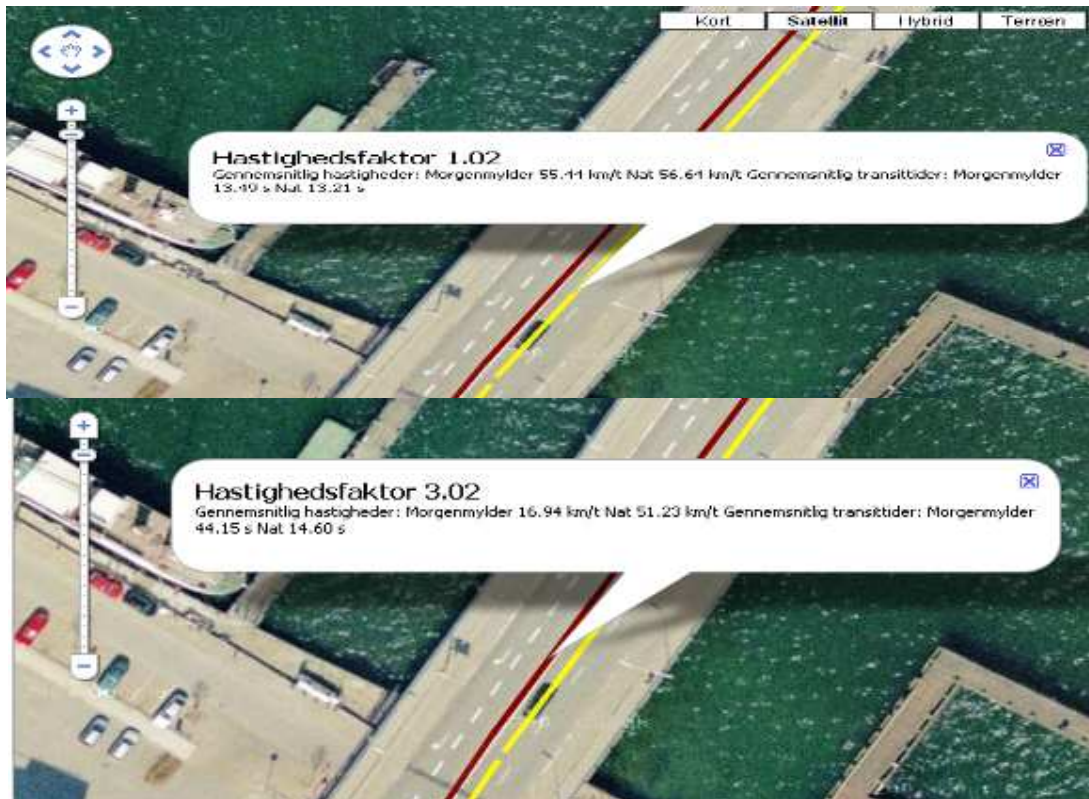 Kort Satellit Hybrid Terræn
Hastighedsfaktor 1.02
Gennemsnitlig hastigheder: Morgenmylder 55.44 km/t Nat 56.64 km/t Gennemsnitlig transittider: Morgenmylder
13.49 s Nat 13.21 s
Hastighedsfaktor 3.02
Gennemsnitlig hastigheder: Morgenmylder 16.94 km/t Nat 51.23 km/t Gennemsnitlig transittider: Morgenmylder
44.15 s Nat 14.60 s